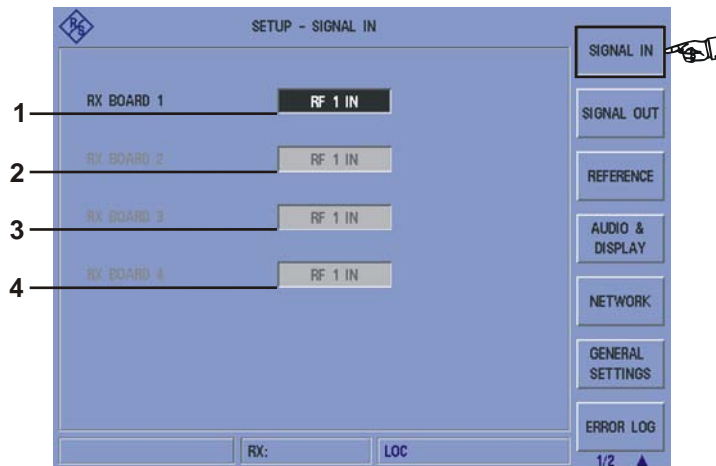 R&S
SETUP - SIGNAL IN
SIGNAL IN
1 RX BOARD 1 RF 1 IN
SIGNAL OUT
2 RX BOARD 2 RF 1 IN
REFERENCE
3 RX BOARD 3 RF 1 IN
AUDIO &
DISPLAY
4 RX BOARD 4 RF 1 IN
NETWORK
GENERAL
SETTINGS
ERROR LOG
RX: LOC
1/2